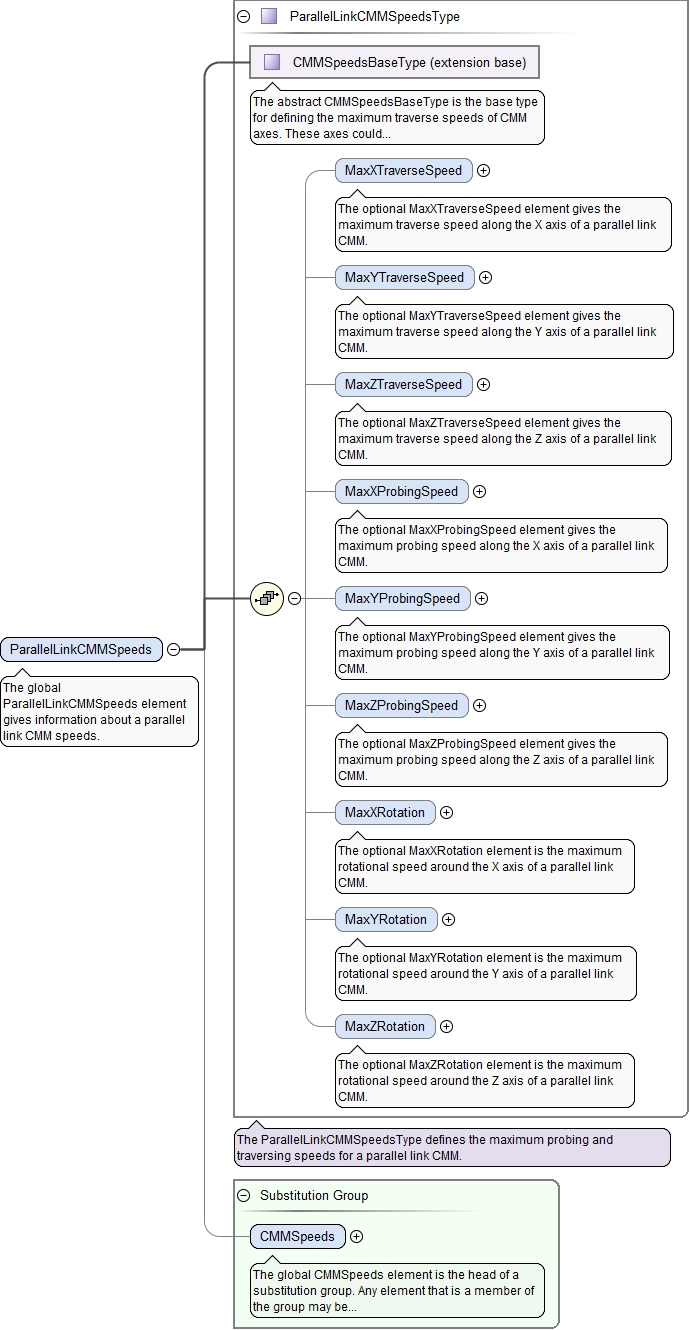 ParallelLinkCMMSpeedsType
CMMSpeedsBaseType (extension base)
The abstract CMMSpeedsBaseType is the base type
for defining the maximum traverse speeds of CMM
axes. These axes could...
MaxXTraverseSpeed
The optional MaxXTraverseSpeed element gives the
maximum traverse speed along the X axis of a parallel link
CMM.
MaxYTraverseSpeed
The optional MaxYTraverseSpeed element gives the
maximum traverse speed along the Y axis of a parallel link
CMM.
MaxZTraverseSpeed
The optional MaxZTraverseSpeed element gives the
maximum traverse speed along the Z axis of a parallel link
CMM.
MaxXProbingSpeed
The optional MaxXProbingSpeed element gives the
maximum probing speed along the X axis of a parallel link
CMM.
MaxYProbingSpeed
The optional MaxYProbingSpeed element gives the
maximum probing speed along the Y axis of a parallel link
CMM.
ParallelLinkCMMSpeeds
The global
ParallelLinkCMMSpeeds element
gives information about a parallel
link CMM speeds.
MaxZProbingSpeed
The optional MaxZProbingSpeed element gives the
maximum probing speed along the Z axis of a parallel link
CMM.
MaxXRotation
The optional MaxXRotation element is the maximum
rotational speed around the X axis of a parallel link
CMM.
MaxYRotation
The optional MaxYRotation element is the maximum
rotational speed around the Y axis of a parallel link
CMM.
MaxZRotation
The optional MaxZRotation element is the maximum
rotational speed around the Z axis of a parallel link
CMM.
The ParallelLinkCMMSpeedsType defines the maximum probing and
traversing speeds for a parallel link CMM.
Substitution Group
CMMSpeeds
The global CMMSpeeds element is the head of a
substitution group. Any element that is a member of
the group may be...